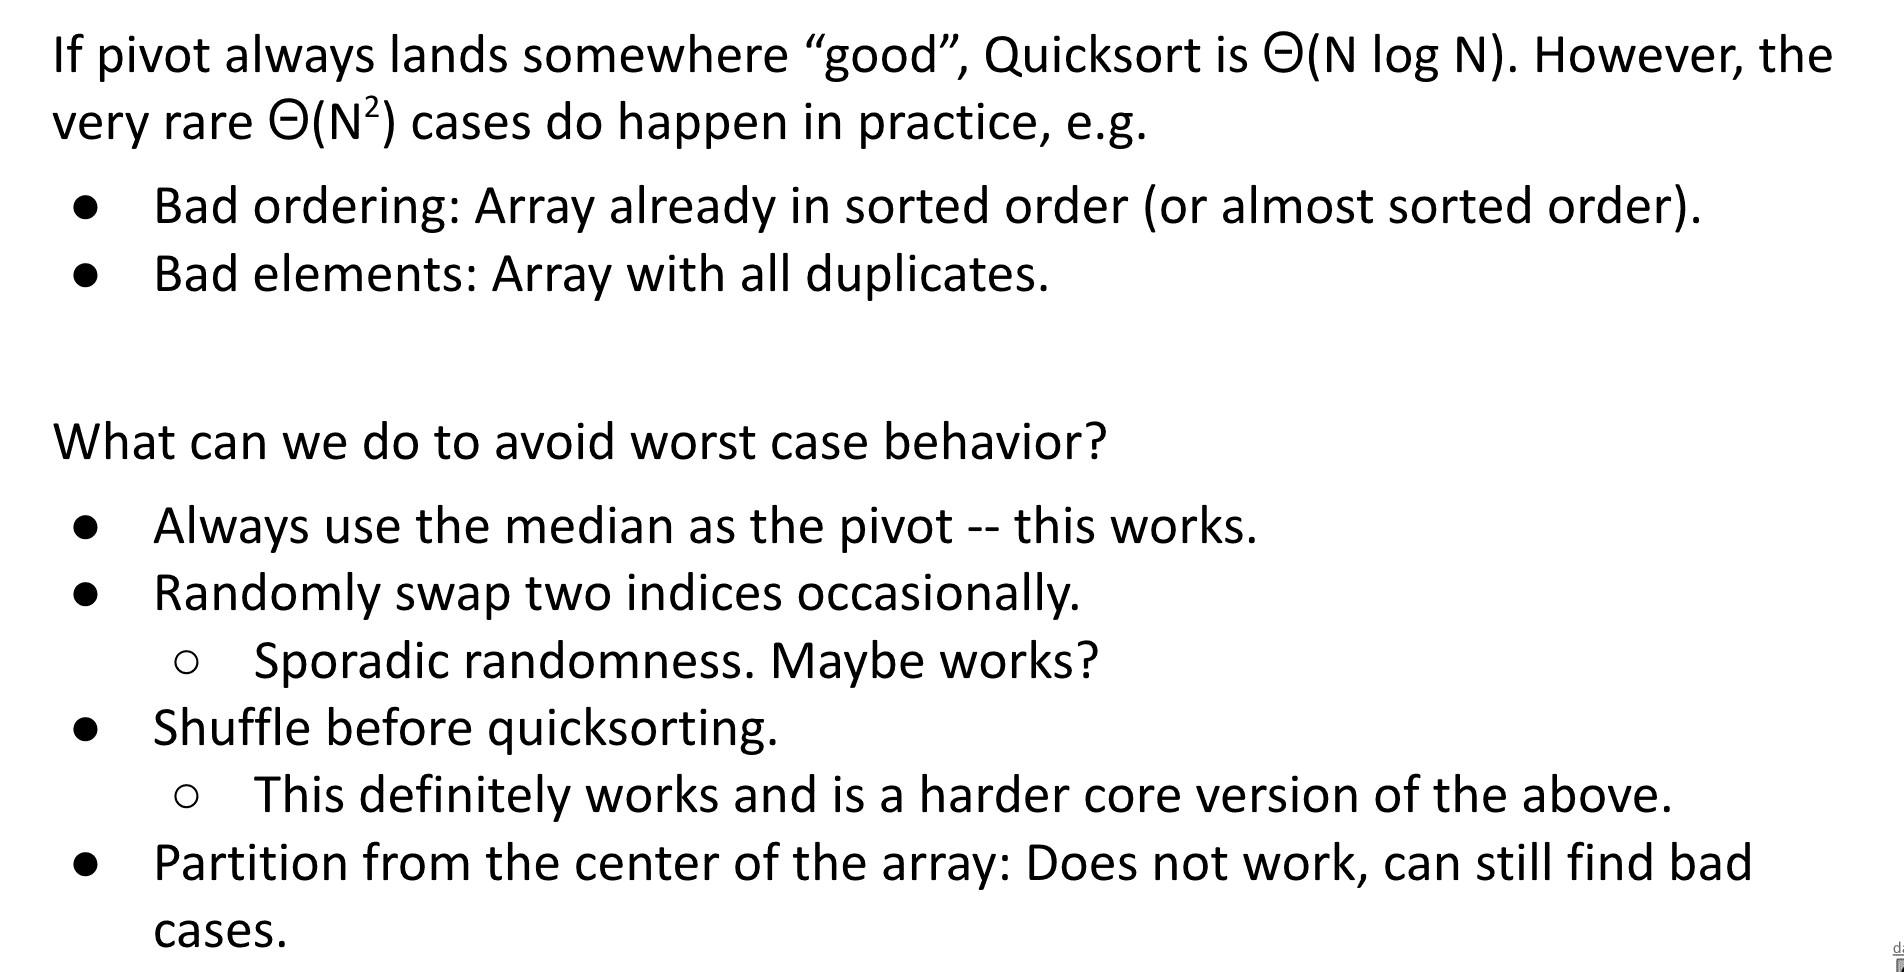 If pivot always lands somewhere “good”, Quicksort is Θ(N log N). However, the
very rare Θ(N²) cases do happen in practice, e.g.
● Bad ordering: Array already in sorted order (or almost sorted order).
● Bad elements: Array with all duplicates.
What can we do to avoid worst case behavior?
● Always use the median as the pivot -- this works.
● Randomly swap two indices occasionally.
○ Sporadic randomness. Maybe works?
● Shuffle before quicksorting.
○ This definitely works and is a harder core version of the above.
● Partition from the center of the array: Does not work, can still find bad
cases.